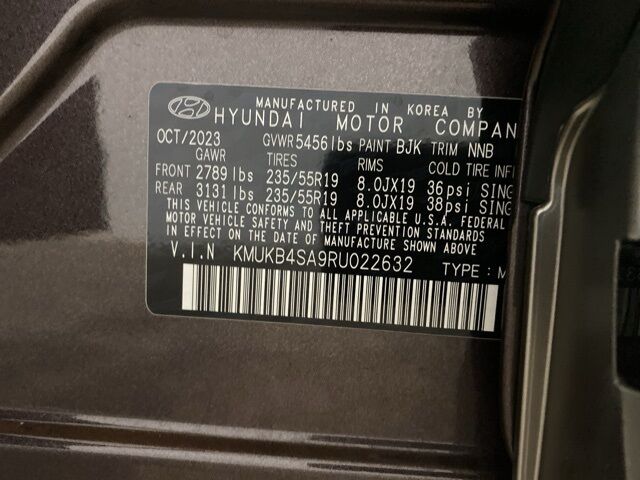 MANUFACTURED IN KOREA BY
HYUNDAI MOTOR COMPAN
OCT/2023 GVWR 5456lbs PAINT BJK TRIM NNB
GAWR TIRES RIMS COLD TIRE INFL
FRONT 2789 lbs 235/55R19 8.0JX19 36psi SING
REAR 3131 lbs 235/55R19 8.0JX19 38psi SING
THIS VEHICLE CONFORMS TO ALL APPLICABLE U.S.A. FEDERAL
MOTOR VEHICLE SAFETY AND THEFT PREVENTION STANDARDS
IN EFFECT ON THE DATE OF MANUFACTURE SHOWN ABOVE.
V.I.N KMUKB4SA9RU022632 TYPE: M